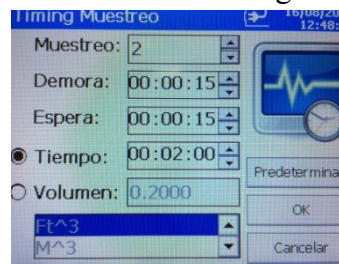 Timing Muestreo 16/08/20
12:48:
Muestreo: 2
Demora: 00:00:15
Espera: 00:00:15
Tiempo: 00:02:00
Predetermina
Volumen: 0.2000
OK
Ft^3
M^3
Cancelar